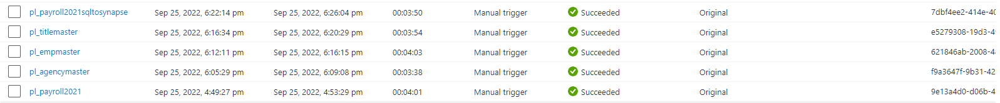 pl_payroll2021sqltosynapse Sep 25, 2022, 6:22:14 pm Sep 25, 2022, 6:26:04 pm 00:03:50 Manual trigger Succeeded Original 7dbf4ee2-414e-40
pl_titlemaster Sep 25, 2022, 6:16:34 pm Sep 25, 2022, 6:20:29 pm 00:03:54 Manual trigger Succeeded Original e5279308-19d3-4
pl_empmaster Sep 25, 2022, 6:12:11 pm Sep 25, 2022, 6:16:15 pm 00:04:03 Manual trigger Succeeded Original 621846ab-2008-4
pl_agencymaster Sep 25, 2022, 6:05:29 pm Sep 25, 2022, 6:09:08 pm 00:03:38 Manual trigger Succeeded Original f9a3647f-9b31-42
pl_payroll2021 Sep 25, 2022, 4:49:27 pm Sep 25, 2022, 4:53:29 pm 00:04:01 Manual trigger Succeeded Original 9e13a4d0-d06b-4